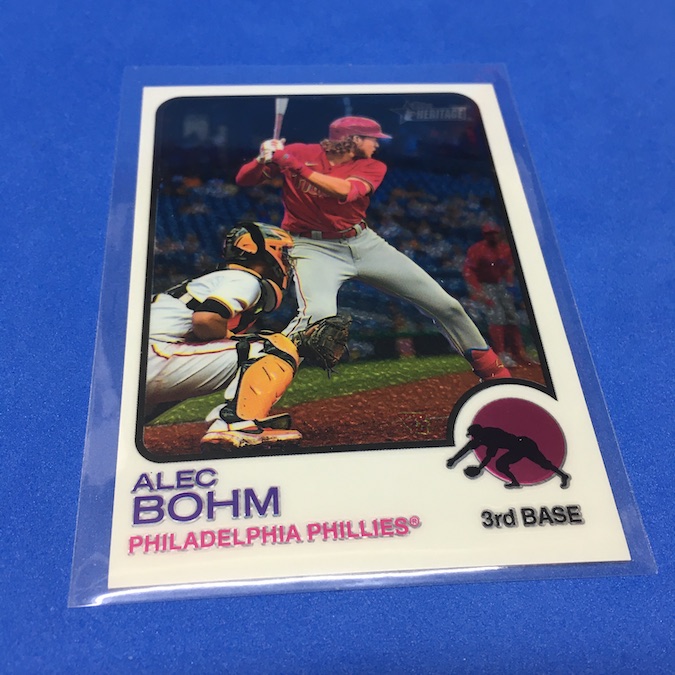 HERITAGE
ALEC
BOHM
PHILADELPHIA PHILLIES®
3rd BASE